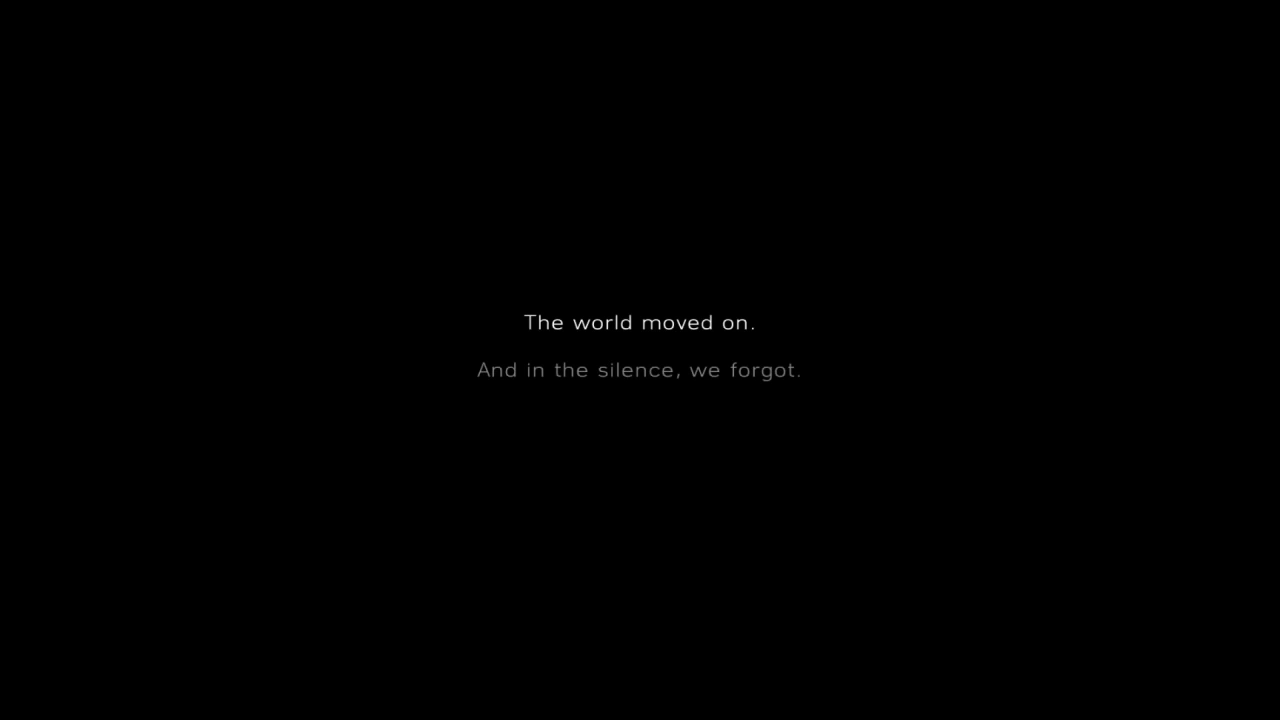 The world moved on.
And in the silence, we forgot.